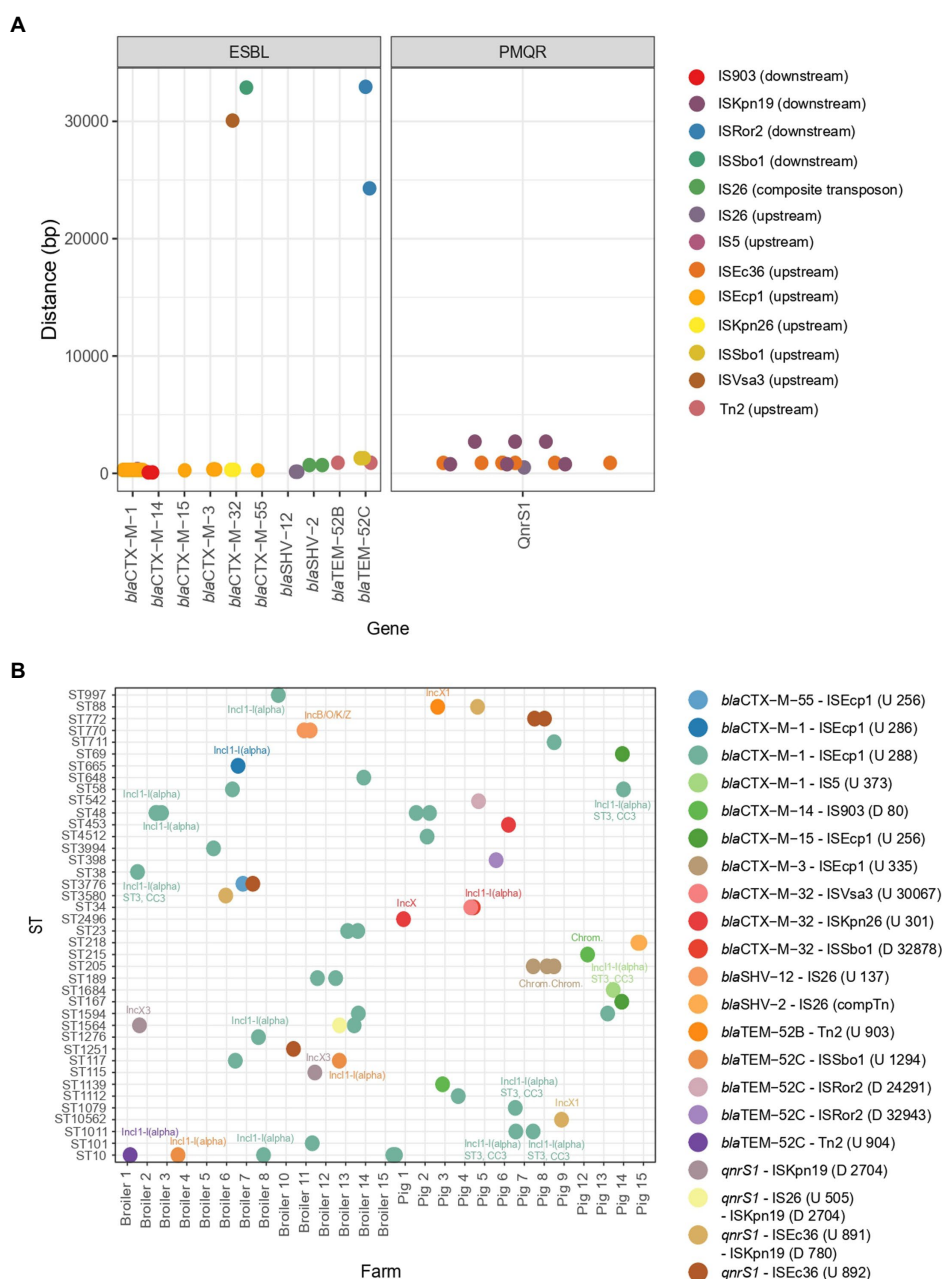 A
ESBL
PMQR
Distance (bp)
30000
20000
10000
0
blaCTX−M−1
blaCTX−M−14
blaCTX−M−15
blaCTX−M−3
blaCTX−M−32
blaCTX−M−55
blaSHV−12
blaSHV−2
blaTEM−52B
blaTEM−52C
QnrS1
Gene
IS903 (downstream)
ISKpn19 (downstream)
ISRor2 (downstream)
ISSbo1 (downstream)
IS26 (composite transposon)
IS26 (upstream)
IS5 (upstream)
ISEc36 (upstream)
ISEcp1 (upstream)
ISKpn26 (upstream)
ISSbo1 (upstream)
ISVsa3 (upstream)
Tn2 (upstream)
B
ST
ST997
ST88
ST772
ST770
ST711
ST69
ST665
ST648
ST58
ST542
ST48
ST453
ST4512
ST3994
ST398
ST38
ST3776
ST3580
ST34
ST2496
ST23
ST218
ST215
ST205
ST189
ST1684
ST167
ST1594
ST1564
ST1276
ST1251
ST117
ST115
ST1139
ST1112
ST1079
ST10562
ST1011
ST101
ST10
IncX1
IncI1-I(alpha)
IncB/O/K/Z
IncI1-I(alpha)
IncI1-I(alpha)
IncI1-I(alpha)
IncI1-I(alpha)
ST3, CC3
IncI1-I(alpha)
ST3, CC3
IncI1-I(alpha)
IncX
Chrom.
IncI1-I(alpha)
ST3, CC3
Chrom.
Chrom.
IncX3
IncI1-I(alpha)
IncX3
IncI1-I(alpha)
IncI1-I(alpha)
ST3, CC3
IncX1
IncI1-I(alpha)
IncI1-I(alpha)
IncI1-I(alpha)
IncI1-I(alpha)
ST3, CC3
IncI1-I(alpha)
ST3, CC3
Broiler 1
Broiler 2
Broiler 3
Broiler 4
Broiler 5
Broiler 6
Broiler 7
Broiler 8
Broiler 10
Broiler 11
Broiler 12
Broiler 13
Broiler 14
Broiler 15
Pig 1
Pig 2
Pig 3
Pig 4
Pig 5
Pig 6
Pig 7
Pig 8
Pig 9
Pig 12
Pig 13
Pig 14
Pig 15
Farm
blaCTX−M−55 - ISEcp1 (U 256)
blaCTX−M−1 - ISEcp1 (U 286)
blaCTX−M−1 - ISEcp1 (U 288)
blaCTX−M−1 - IS5 (U 373)
blaCTX−M−14 - IS903 (D 80)
blaCTX−M−15 - ISEcp1 (U 256)
blaCTX−M−3 - ISEcp1 (U 335)
blaCTX−M−32 - ISVsa3 (U 30067)
blaCTX−M−32 - ISKpn26 (U 301)
blaCTX−M−32 - ISSbo1 (D 32878)
blaSHV−12 - IS26 (U 137)
blaSHV−2 - IS26 (compTn)
blaTEM−52B - Tn2 (U 903)
blaTEM−52C - ISSbo1 (U 1294)
blaTEM−52C - ISRor2 (D 24291)
blaTEM−52C - ISRor2 (D 32943)
blaTEM−52C - Tn2 (U 904)
qnrS1 - ISKpn19 (D 2704)
qnrS1 - IS26 (U 505)
- ISKpn19 (D 2704)
qnrS1 - ISEc36 (U 891)
- ISKpn19 (D 780)
qnrS1 - ISEc36 (U 892)